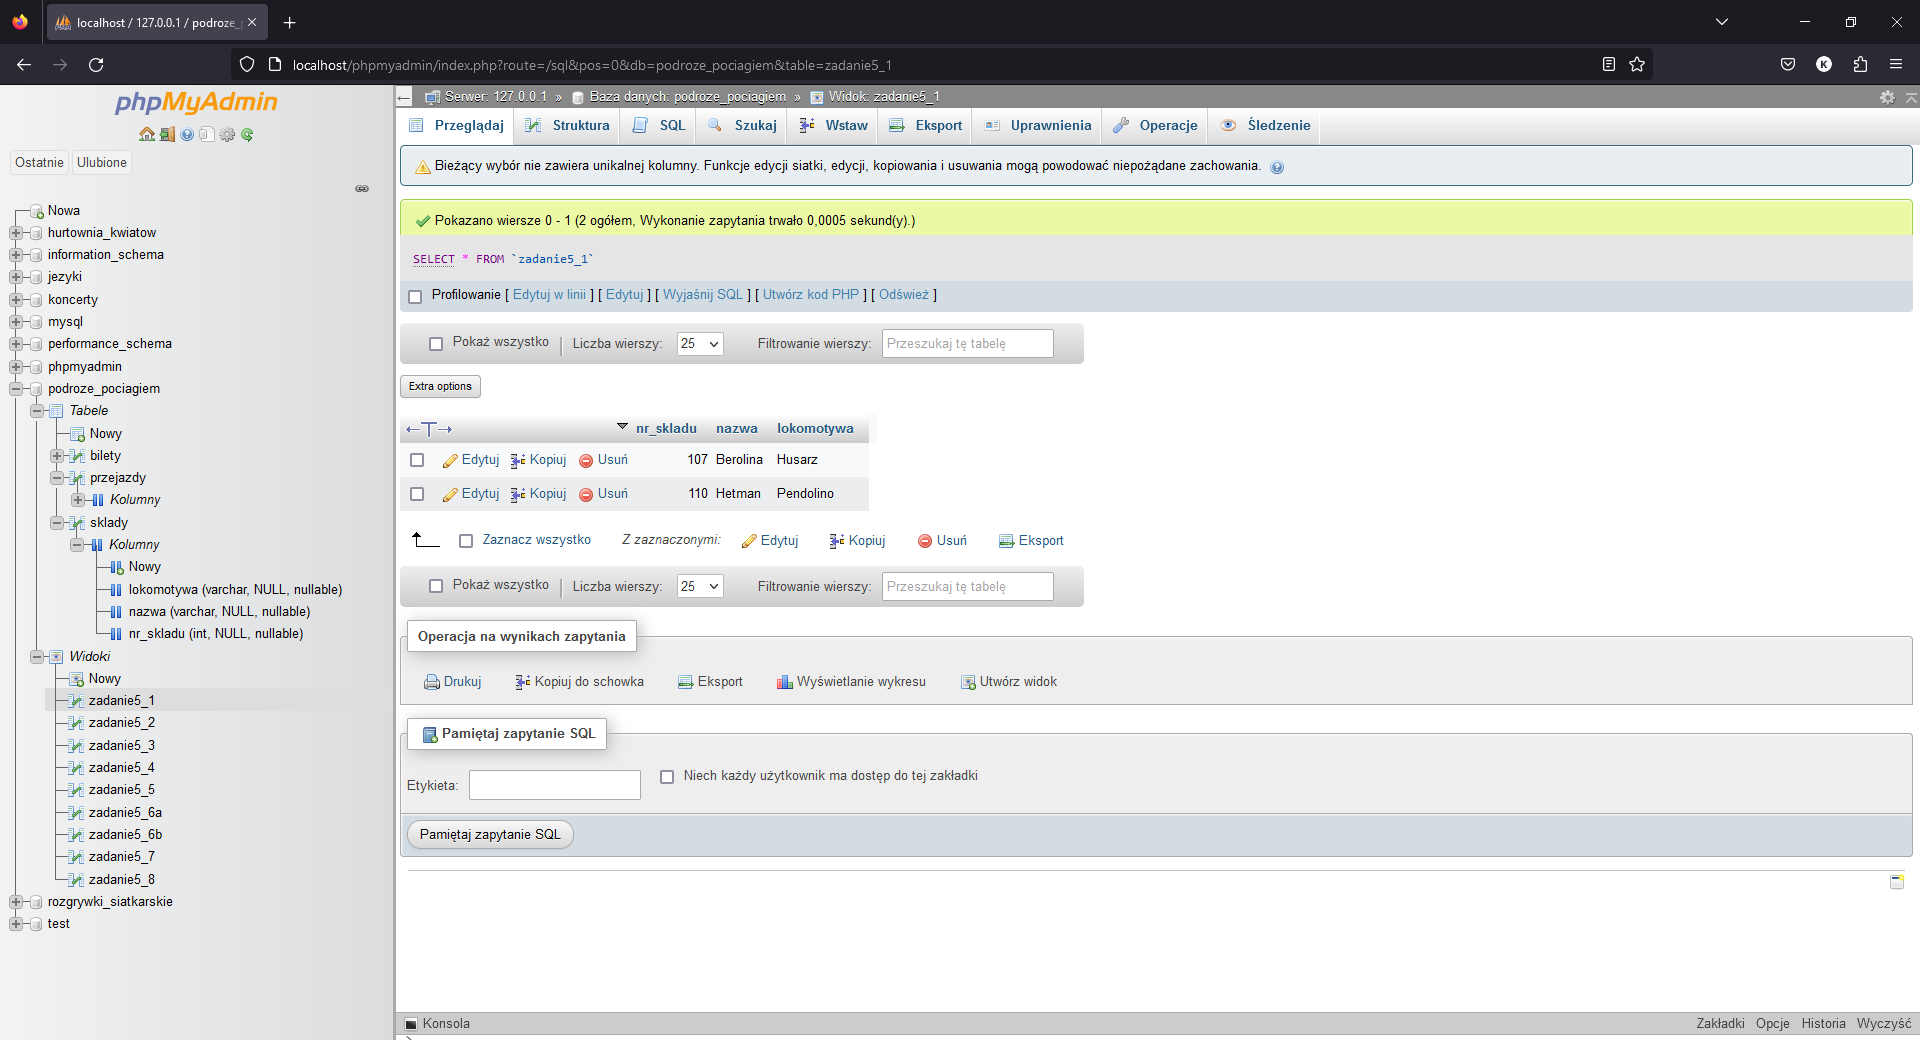 localhost / 127.0.0.1 / podroze_
localhost/phpmyadmin/index.php?route=/sql&pos=0&db=podroze_pociagiem&table=zadanie5_1
K
phpMyAdmin
Ostatnie
Ulubione
Nowa
hurtownia_kwiatow
information_schema
jezyki
koncerty
mysql
performance_schema
phpmyadmin
podroze_pociagiem
Tabele
Nowy
bilety
przejazdy
Kolumny
sklady
Kolumny
Nowy
lokomotywa (varchar, NULL, nullable)
nazwa (varchar, NULL, nullable)
nr_skladu (int, NULL, nullable)
Widoki
Nowy
zadanie5_1
zadanie5_2
zadanie5_3
zadanie5_4
zadanie5_5
zadanie5_6a
zadanie5_6b
zadanie5_7
zadanie5_8
rozgrywki_siatkarskie
test
Serwer: 127.0.0.1 » Baza danych: podroze_pociagiem » Widok: zadanie5_1
Przeglądaj Struktura SQL Szukaj Wstaw Eksport Uprawnienia Operacje Śledzenie
Bieżący wybór nie zawiera unikalnej kolumny. Funkcje edycji siatki, edycji, kopiowania i usuwania mogą powodować niepożądane zachowania.
Pokazano wiersze 0 - 1 (2 ogółem, Wykonanie zapytania trwało 0,0005 sekund(y).)
SELECT * FROM `zadanie5_1`
Profilowanie [ Edytuj w linii ] [ Edytuj ] [ Wyjaśnij SQL ] [ Utwórz kod PHP ] [ Odśwież ]
Pokaż wszystko | Liczba wierszy: 25 Filtrowanie wierszy: Przeszukaj tę tabelę
Extra options
nr_skladu nazwa lokomotywa
Edytuj Kopiuj Usuń 107 Berolina Husarz
Edytuj Kopiuj Usuń 110 Hetman Pendolino
Zaznacz wszystko Z zaznaczonymi: Edytuj Kopiuj Usuń Eksport
Pokaż wszystko | Liczba wierszy: 25 Filtrowanie wierszy: Przeszukaj tę tabelę
Operacja na wynikach zapytania
Drukuj Kopiuj do schowka Eksport Wyświetlanie wykresu Utwórz widok
Pamiętaj zapytanie SQL
Etykieta: Niech każdy użytkownik ma dostęp do tej zakładki
Pamiętaj zapytanie SQL
Konsola
Zakładki Opcje Historia Wyczyść